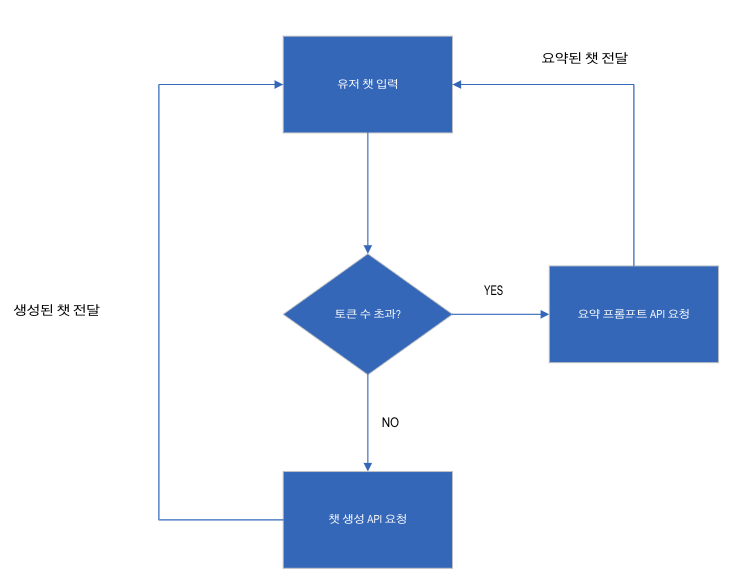 요약된 챗 전달
유저 챗 입력
YES
생성된 챗 전달
토큰 수 초과?
요약 프롬프트 API 요청
NO
챗 생성 API 요청